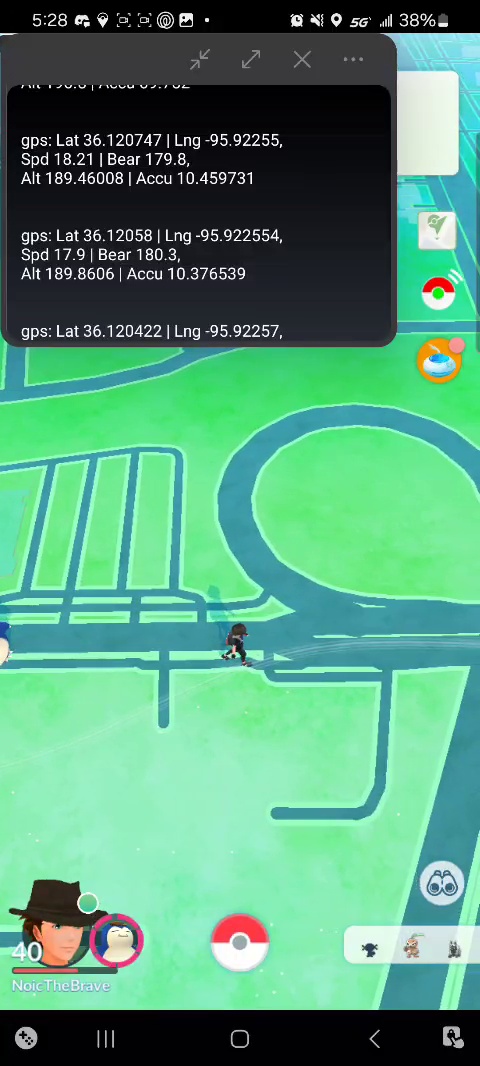 5:28
5G
38%
gps: Lat 36.120747 | Lng -95.92255,
Spd 18.21 | Bear 179.8,
Alt 189.46008 | Accu 10.459731
gps: Lat 36.12058 | Lng -95.922554,
Spd 17.9 | Bear 180.3,
Alt 189.8606 | Accu 10.376539
gps: Lat 36.120422 | Lng -95.92257,
40
NoicTheBrave